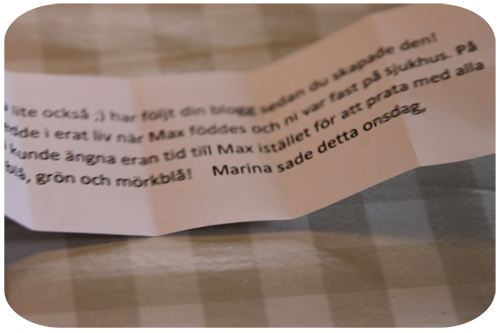 lite också ;) har följt din blogg sedan du skapade den!
i erat liv när Max föddes och ni var fast på sjukhus. På
kunde ängna eran tid till Max istället för att prata med alla
blå, grön och mörkblå! Marina sade detta onsdag,